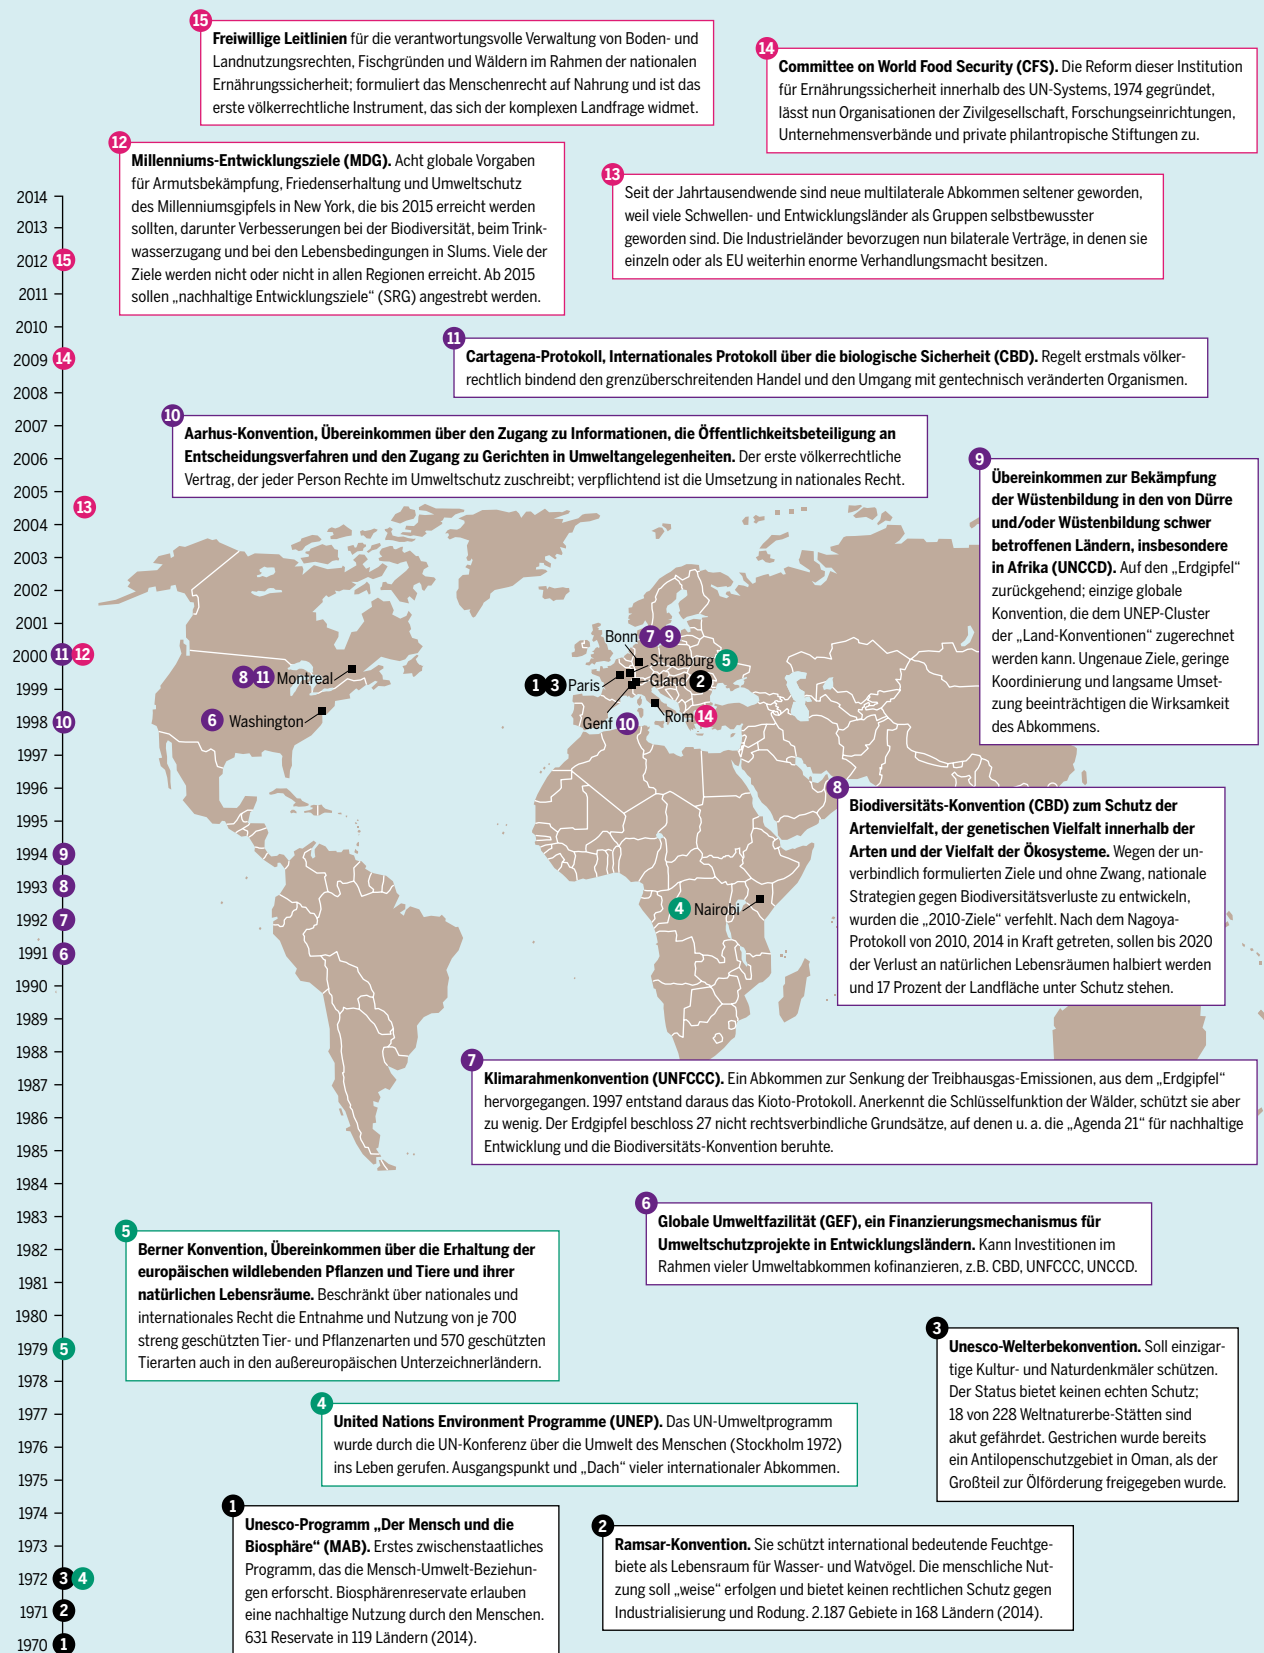 15
Freiwillige Leitlinien für die verantwortungsvolle Verwaltung von Boden- und
Landnutzungsrechten, Fischgründen und Wäldern im Rahmen der nationalen
Ernährungssicherheit; formuliert das Menschenrecht auf Nahrung und ist das
erste völkerrechtliche Instrument, das sich der komplexen Landfrage widmet.
14
Committee on World Food Security (CFS). Die Reform dieser Institution
für Ernährungssicherheit innerhalb des UN-Systems, 1974 gegründet,
lässt nun Organisationen der Zivilgesellschaft, Forschungseinrichtungen,
Unternehmensverbände und private philantropische Stiftungen zu.
12
Millenniums-Entwicklungsziele (MDG). Acht globale Vorgaben
für Armutsbekämpfung, Friedenserhaltung und Umweltschutz
des Millenniumsgipfels in New York, die bis 2015 erreicht werden
sollten, darunter Verbesserungen bei der Biodiversität, beim Trink-
wasserzugang und bei den Lebensbedingungen in Slums. Viele der
Ziele werden nicht oder nicht in allen Regionen erreicht. Ab 2015
sollen „nachhaltige Entwicklungsziele“ (SRG) angestrebt werden.
13
Seit der Jahrtausendwende sind neue multilaterale Abkommen seltener geworden,
weil viele Schwellen- und Entwicklungsländer als Gruppen selbstbewusster
geworden sind. Die Industrieländer bevorzugen nun bilaterale Verträge, in denen sie
einzeln oder als EU weiterhin enorme Verhandlungsmacht besitzen.
11
Cartagena-Protokoll, Internationales Protokoll über die biologische Sicherheit (CBD). Regelt erstmals völker-
rechtlich bindend den grenzüberschreitenden Handel und den Umgang mit gentechnisch veränderten Organismen.
10
Aarhus-Konvention, Übereinkommen über den Zugang zu Informationen, die Öffentlichkeitsbeteiligung an
Entscheidungsverfahren und den Zugang zu Gerichten in Umweltangelegenheiten. Der erste völkerrechtliche
Vertrag, der jeder Person Rechte im Umweltschutz zuschreibt; verpflichtend ist die Umsetzung in nationales Recht.
9
Übereinkommen zur Bekämpfung
der Wüstenbildung in den von Dürre
und/oder Wüstenbildung schwer
betroffenen Ländern, insbesondere
in Afrika (UNCCD). Auf den „Erdgipfel“
zurückgehend; einzige globale
Konvention, die dem UNEP-Cluster
der „Land-Konventionen“ zugerechnet
werden kann. Ungenaue Ziele, geringe
Koordinierung und langsame Umset-
zung beeinträchtigen die Wirksamkeit
des Abkommens.
8
Biodiversitäts-Konvention (CBD) zum Schutz der
Artenvielfalt, der genetischen Vielfalt innerhalb der
Arten und der Vielfalt der Ökosysteme. Wegen der un-
verbindlich formulierten Ziele und ohne Zwang, nationale
Strategien gegen Biodiversitätsverluste zu entwickeln,
wurden die „2010-Ziele“ verfehlt. Nach dem Nagoya-
Protokoll von 2010, 2014 in Kraft getreten, sollen bis 2020
der Verlust an natürlichen Lebensräumen halbiert werden
und 17 Prozent der Landfläche unter Schutz stehen.
7
Klimarahmenkonvention (UNFCCC). Ein Abkommen zur Senkung der Treibhausgas-Emissionen, aus dem „Erdgipfel“
hervorgegangen. 1997 entstand daraus das Kioto-Protokoll. Anerkennt die Schlüsselfunktion der Wälder, schützt sie aber
zu wenig. Der Erdgipfel beschloss 27 nicht rechtsverbindliche Grundsätze, auf denen u. a. die „Agenda 21“ für nachhaltige
Entwicklung und die Biodiversitäts-Konvention beruhte.
6
Globale Umweltfazilität (GEF), ein Finanzierungsmechanismus für
Umweltschutzprojekte in Entwicklungsländern. Kann Investitionen im
Rahmen vieler Umweltabkommen kofinanzieren, z.B. CBD, UNFCCC, UNCCD.
5
Berner Konvention, Übereinkommen über die Erhaltung der
europäischen wildlebenden Pflanzen und Tiere und ihrer
natürlichen Lebensräume. Beschränkt über nationales und
internationales Recht die Entnahme und Nutzung von je 700
streng geschützten Tier- und Pflanzenarten und 570 geschützten
Tierarten auch in den außereuropäischen Unterzeichnerländern.
3
Unesco-Welterbekonvention. Soll einzigar-
tige Kultur- und Naturdenkmäler schützen.
Der Status bietet keinen echten Schutz;
18 von 228 Weltnaturerbe-Stätten sind
akut gefährdet. Gestrichen wurde bereits
ein Antilopenschutzgebiet in Oman, als der
Großteil zur Ölförderung freigegeben wurde.
4
United Nations Environment Programme (UNEP). Das UN-Umweltprogramm
wurde durch die UN-Konferenz über die Umwelt des Menschen (Stockholm 1972)
ins Leben gerufen. Ausgangspunkt und „Dach“ vieler internationaler Abkommen.
1
Unesco-Programm „Der Mensch und die
Biosphäre“ (MAB). Erstes zwischenstaatliches
Programm, das die Mensch-Umwelt-Beziehun-
gen erforscht. Biosphärenreservate erlauben
eine nachhaltige Nutzung durch den Menschen.
631 Reservate in 119 Ländern (2014).
2
Ramsar-Konvention. Sie schützt international bedeutende Feuchtge-
biete als Lebensraum für Wasser- und Watvögel. Die menschliche Nut-
zung soll „weise“ erfolgen und bietet keinen rechtlichen Schutz gegen
Industrialisierung und Rodung. 2.187 Gebiete in 168 Ländern (2014).
2014
2013
2012 15
2011
2010
2009 14
2008
2007
2006
2005
13
2004
2003
2002
2001
2000 11 12
1999
1998 10
1997
1996
1995
1994 9
1993 8
1992 7
1991 6
1990
1989
1988
1987
1986
1985
1984
1983
1982
1981
1980
1979 5
1978
1977
1976
1975
1974
1973
1972 3 4
1971 2
1970 1
Bonn 7 9
Straßburg 5
8 11 Montreal
1 3 Paris
Gland 2
6 Washington
Genf 10
Rom 14
4 Nairobi